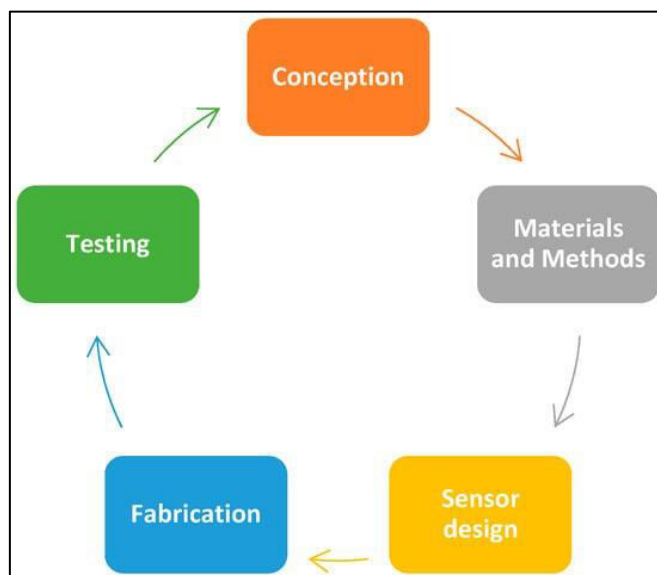 Conception
Materials
and Methods
Sensor
design
Fabrication
Testing